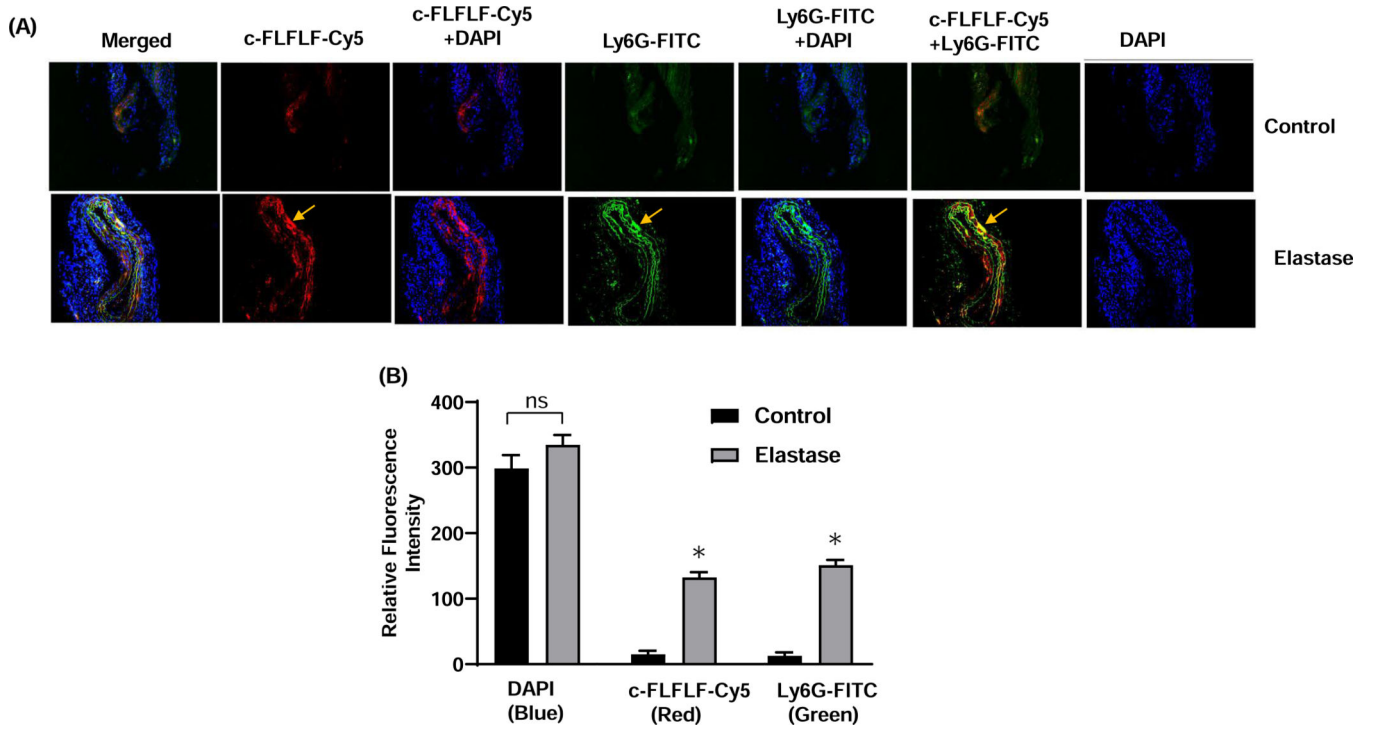 (A)
Merged
c-FLFLF-Cy5
c-FLFLF-Cy5
+DAPI
Ly6G-FITC
Ly6G-FITC
+DAPI
c-FLFLF-Cy5
+Ly6G-FITC
DAPI
Control
Elastase
(B)
Relative Fluorescence
Intensity
400
300
200
100
0
ns
Control
Elastase
*
*
DAPI
(Blue)
c-FLFLF-Cy5
(Red)
Ly6G-FITC
(Green)